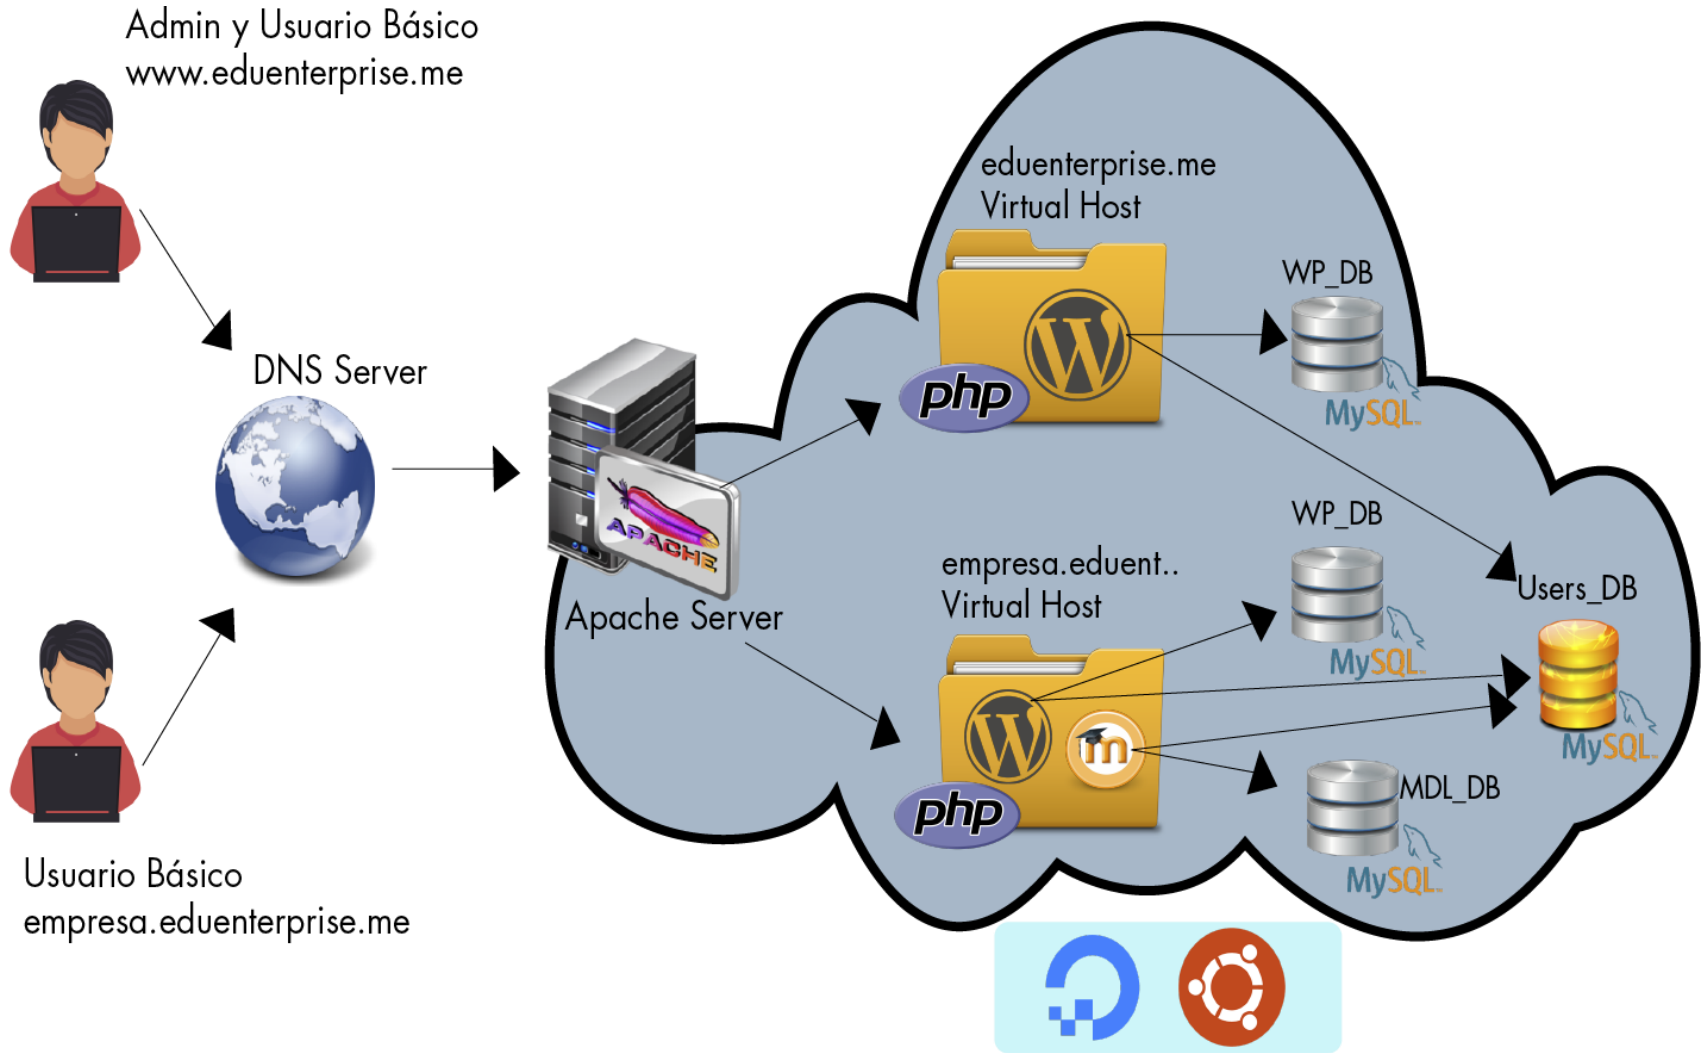 Admin y Usuario Básico
www.eduenterprise.me
DNS Server
Usuario Básico
empresa.eduenterprise.me
APACHE
Apache Server
eduenterprise.me
Virtual Host
php
WP_DB
MySQL
empresa.eduent..
Virtual Host
m
php
WP_DB
MySQL
Users_DB
MySQL
MDL_DB
MySQL